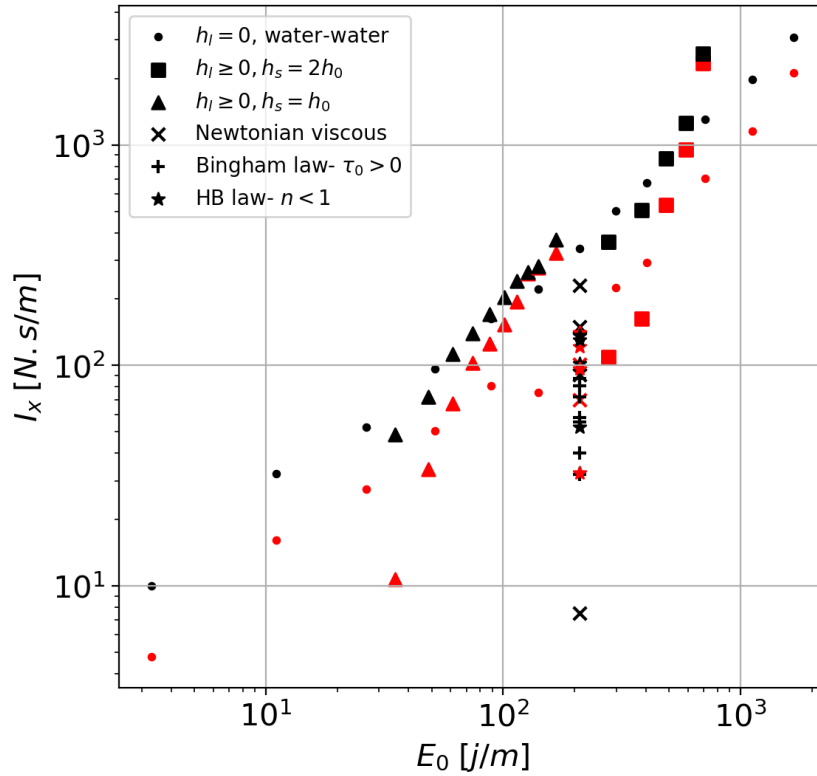 h_l = 0, water-water
h_l ≥ 0, h_s = 2h_0
h_l ≥ 0, h_s = h_0
Newtonian viscous
Bingham law- τ_0 > 0
HB law- n < 1
10^3
10^2
10^1
I_x [N.s/m]
10^1 10^2 10^3
E_0 [j/m]